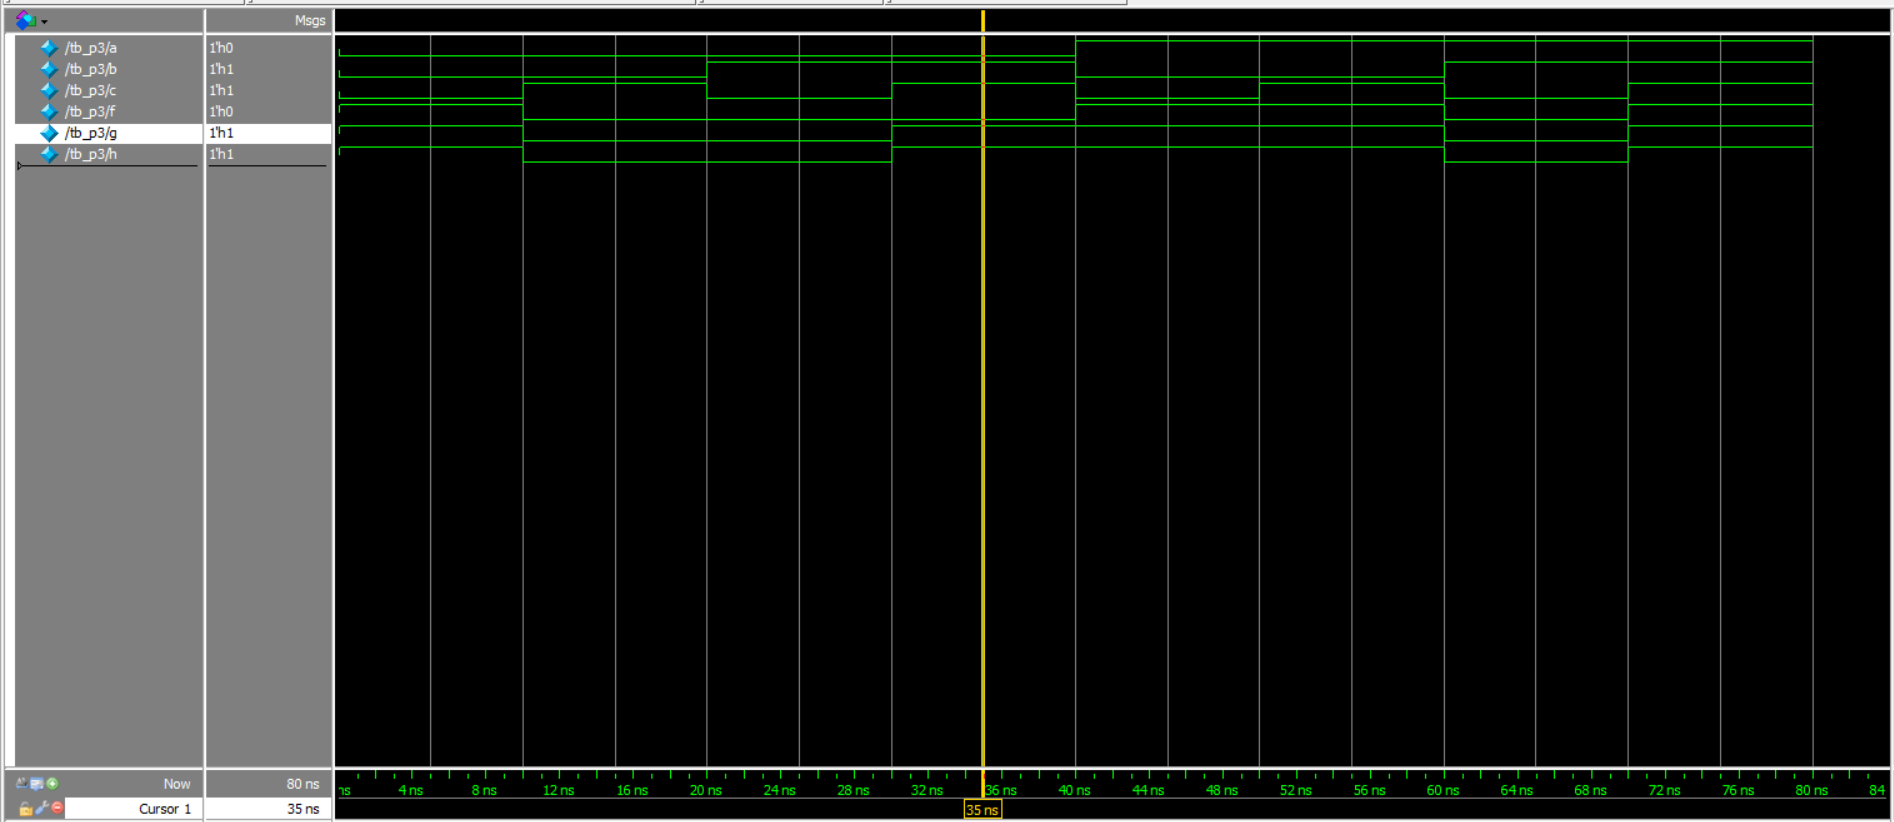 Msgs
/tb_p3/a 1'h0
/tb_p3/b 1'h1
/tb_p3/c 1'h1
/tb_p3/f 1'h0
/tb_p3/g 1'h1
/tb_p3/h 1'h1
Now 80 ns
ns 4 ns 8 ns 12 ns 16 ns 20 ns 24 ns 28 ns 32 ns 36 ns 40 ns 44 ns 48 ns 52 ns 56 ns 60 ns 64 ns 68 ns 72 ns 76 ns 80 ns 84
Cursor 1 35 ns 35 ns